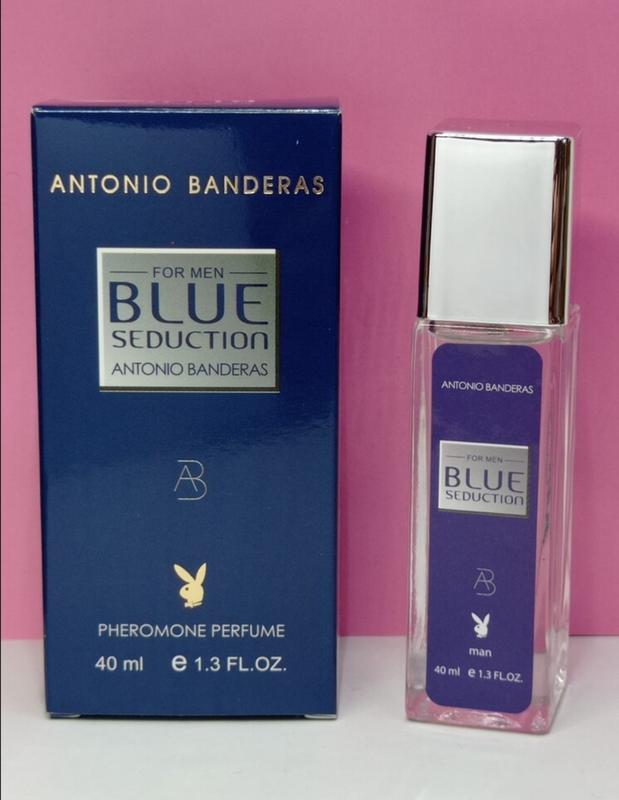 ANTONIO BANDERAS
FOR MEN
BLUE
SEDUCTION
ANTONIO BANDERAS
AB
PHEROMONE PERFUME
40 ml e 1.3 FL.OZ.
ANTONIO BANDERAS
FOR MEN
BLUE
SEDUCTION
AB
man
40 ml e 1.3 FL.OZ.